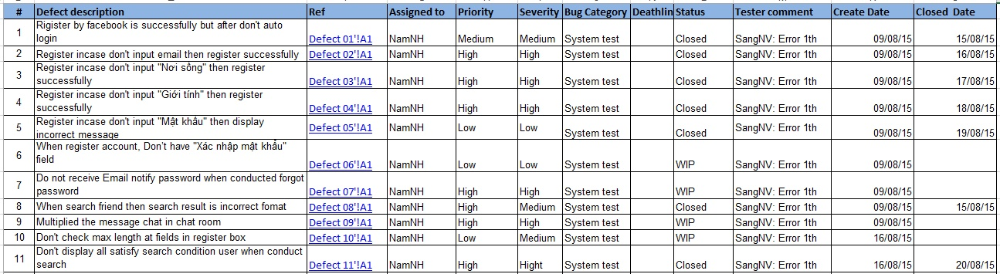 # Defect description Ref Assigned to Priority Severity Bug Category Deathlin Status Tester comment Create Date Closed Date
1 Rigister by facebook is successfully but after don't auto
login Defect 01'!A1 NamNH Medium Medium System test Closed SangNV: Error 1th 09/08/15 15/08/15
2 Register incase don't input email then register successfully Defect 02'!A1 NamNH High High System test Closed SangNV: Error 1th 09/08/15 16/08/15
3 Register incase don't input "Nơi sông" then register
successfully Defect 03'!A1 NamNH High High System test Closed SangNV: Error 1th 09/08/15 17/08/15
4 Register incase don't input "Giới tính" then register
successfully Defect 04'!A1 NamNH High High System test Closed SangNV: Error 1th 09/08/15 18/08/15
5 Register incase don't input "Mật khâu" then display
incorrect message Defect 05'!A1 NamNH Low Low System test Closed SangNV: Error 1th 09/08/15 19/08/15
6 When register account, Don't have "Xác nhập mật khẩu"
field Defect 06'!A1 NamNH Low Low System test WIP SangNV: Error 1th 09/08/15
7 Do not receive Email notify password when conducted forgot
password Defect 07'!A1 NamNH High High System test WIP SangNV: Error 1th 09/08/15
8 When search friend then search result is incorrect fomat Defect 08'!A1 NamNH High Medium System test Closed SangNV: Error 1th 09/08/15 15/08/15
9 Multiplied the message chat in chat room Defect 09'!A1 NamNH High High System test WIP SangNV: Error 1th 09/08/15
10 Don't check max length at fields in register box Defect 10'!A1 NamNH Low Medium System test WIP SangNV: Error 1th 16/08/15
11 Don't display all satisfy search condition user when conduct
search Defect 11'!A1 NamNH High Hight System test Closed SangNV: Error 1th 16/08/15 20/08/15